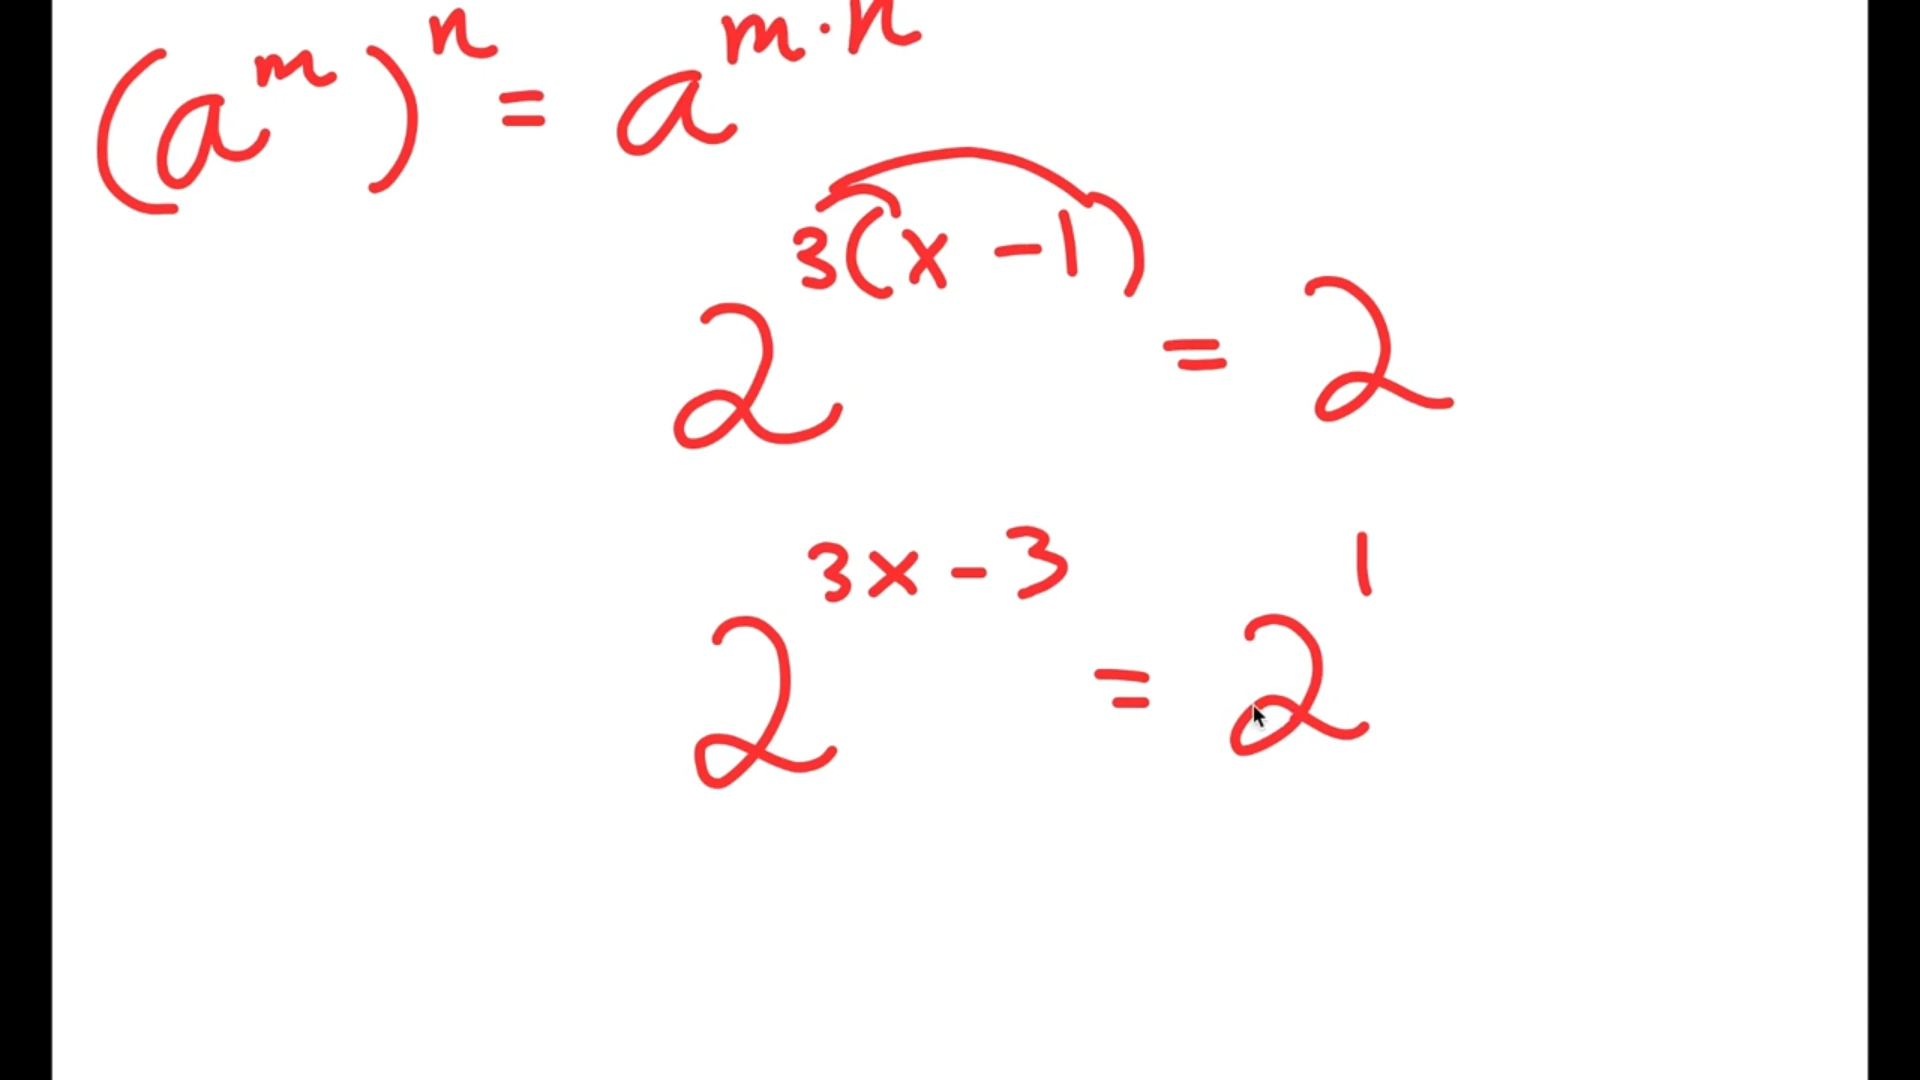 (a^m)^n = a^{m·n}
2^{3(x-1)} = 2
2^{3x-3} = 2^1